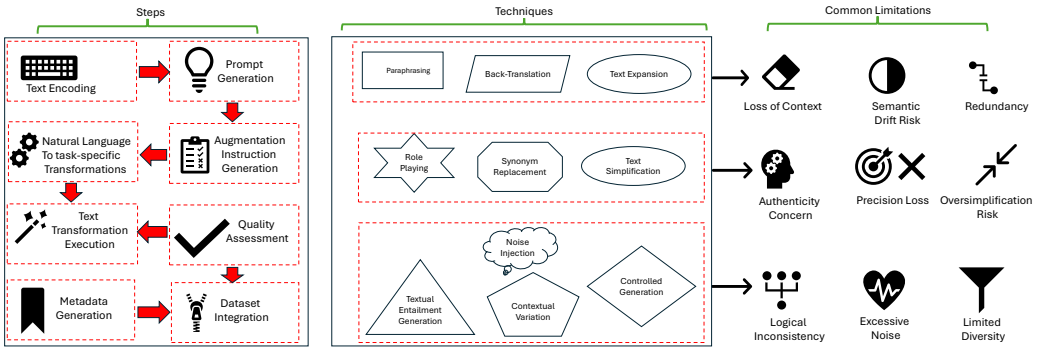 Steps
Techniques
Common Limitations
Text Encoding
Prompt
Generation
Natural Language
To task-specific
Transformations
Augmentation
Instruction
Generation
Text
Transformation
Execution
Quality
Assessment
Metadata
Generation
Dataset
Integration
Paraphrasing
Back-Translation
Text Expansion
Role
Playing
Synonym
Replacement
Text
Simplification
Noise
Injection
Textual
Entailment
Generation
Contextual
Variation
Controlled
Generation
Loss of Context
Semantic
Drift Risk
Redundancy
Authenticity
Concern
Precision Loss
Oversimplification
Risk
Logical
Inconsistency
Excessive
Noise
Limited
Diversity